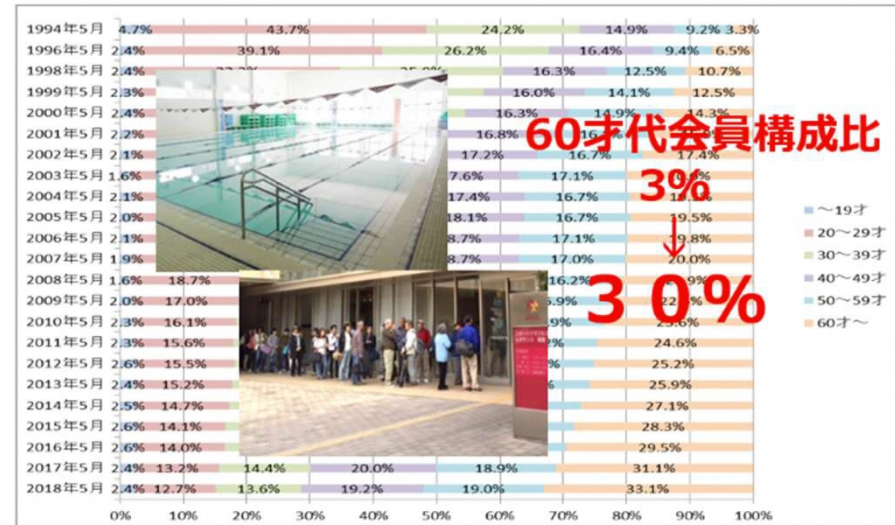 1994年5月 4.7% 43.7% 24.2% 14.9% 9.2% 3.3%
1996年5月 2.4% 39.1% 26.2% 16.4% 9.4% 6.5%
1998年5月 2.4% 16.3% 12.5% 10.7%
1999年5月 2.3% 16.0% 14.1% 12.5%
2000年5月 2.4% 16.3% 14.9% 14.3%
2001年5月 2.2% 16.8%
60才代会員構成比
2002年5月 2.1% 17.2% 16.7% 17.4%
2003年5月 1.6% 17.1%
3%
2004年5月 2.1% 17.4% 16.7%
2005年5月 2.0% 18.1% 16.7% 19.5%
↓
2006年5月 2.1% 17.1%
2007年5月 1.9% 17.0% 20.0%
2008年5月 1.6% 18.7% 16.2%
2009年5月 2.0% 17.0%
30%
2010年5月 2.3% 16.1%
2011年5月 2.3% 15.6% 24.6%
2012年5月 2.6% 15.5% 25.2%
2013年5月 2.4% 15.2% 25.9%
2014年5月 2.5% 14.7% 27.1%
2015年5月 2.6% 14.1% 28.3%
2016年5月 2.6% 14.0% 29.5%
2017年5月 2.4% 13.2% 14.4% 20.0% 18.9% 31.1%
2018年5月 2.4% 12.7% 13.6% 19.2% 19.0% 33.1%
0% 10% 20% 30% 40% 50% 60% 70% 80% 90% 100%
～19才
20～29才
30～39才
40～49才
50～59才
60才～